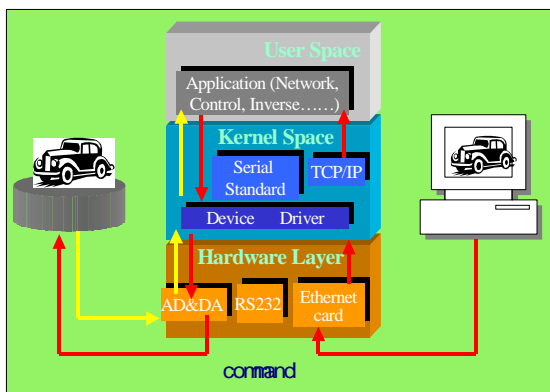 User Space
Application (Network,
Control, Inverse……)
Kernel Space
Serial
Standard
TCP/IP
Device Driver
Hardware Layer
AD&DA
RS232
Ethernet
card
command